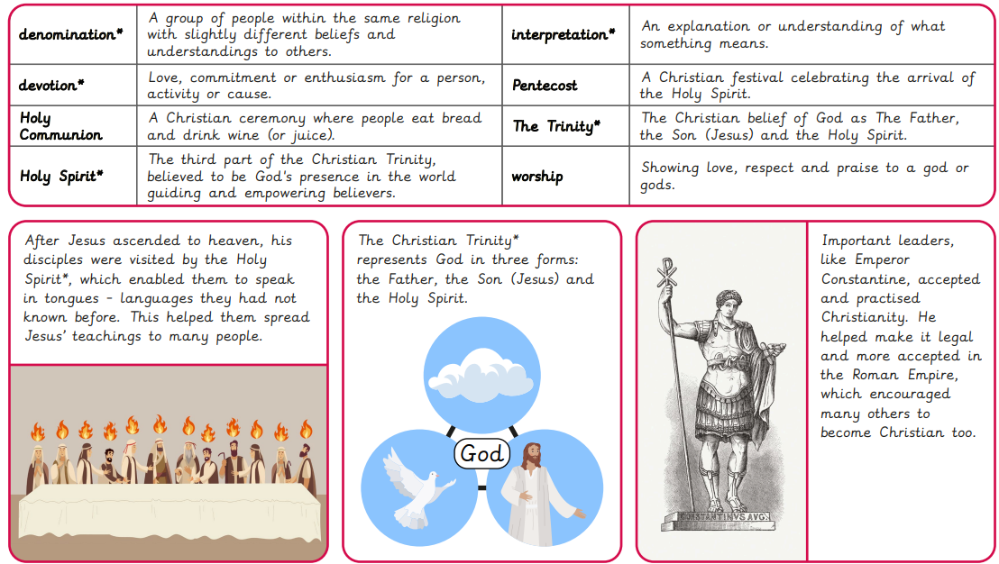 denomination*
A group of people within the same religion
with slightly different beliefs and
understandings to others.
interpretation*
An explanation or understanding of what
something means.
devotion*
Love, commitment or enthusiasm for a person,
activity or cause.
Pentecost
A Christian festival celebrating the arrival of
the Holy Spirit.
Holy
Communion
A Christian ceremony where people eat bread
and drink wine (or juice).
The Trinity*
The Christian belief of God as The Father,
the Son (Jesus) and the Holy Spirit.
Holy Spirit*
The third part of the Christian Trinity,
believed to be God's presence in the world
guiding and empowering believers.
worship
Showing love, respect and praise to a god or
gods.
After Jesus ascended to heaven, his
disciples were visited by the Holy
Spirit*, which enabled them to speak
in tongues - languages they had not
known before. This helped them spread
Jesus' teachings to many people.
The Christian Trinity*
represents God in three forms:
the Father, the Son (Jesus) and
the Holy Spirit.
God
CONSTANTINVS AVG.
Important leaders,
like Emperor
Constantine, accepted
and practised
Christianity. He
helped make it legal
and more accepted in
the Roman Empire,
which encouraged
many others to
become Christian too.